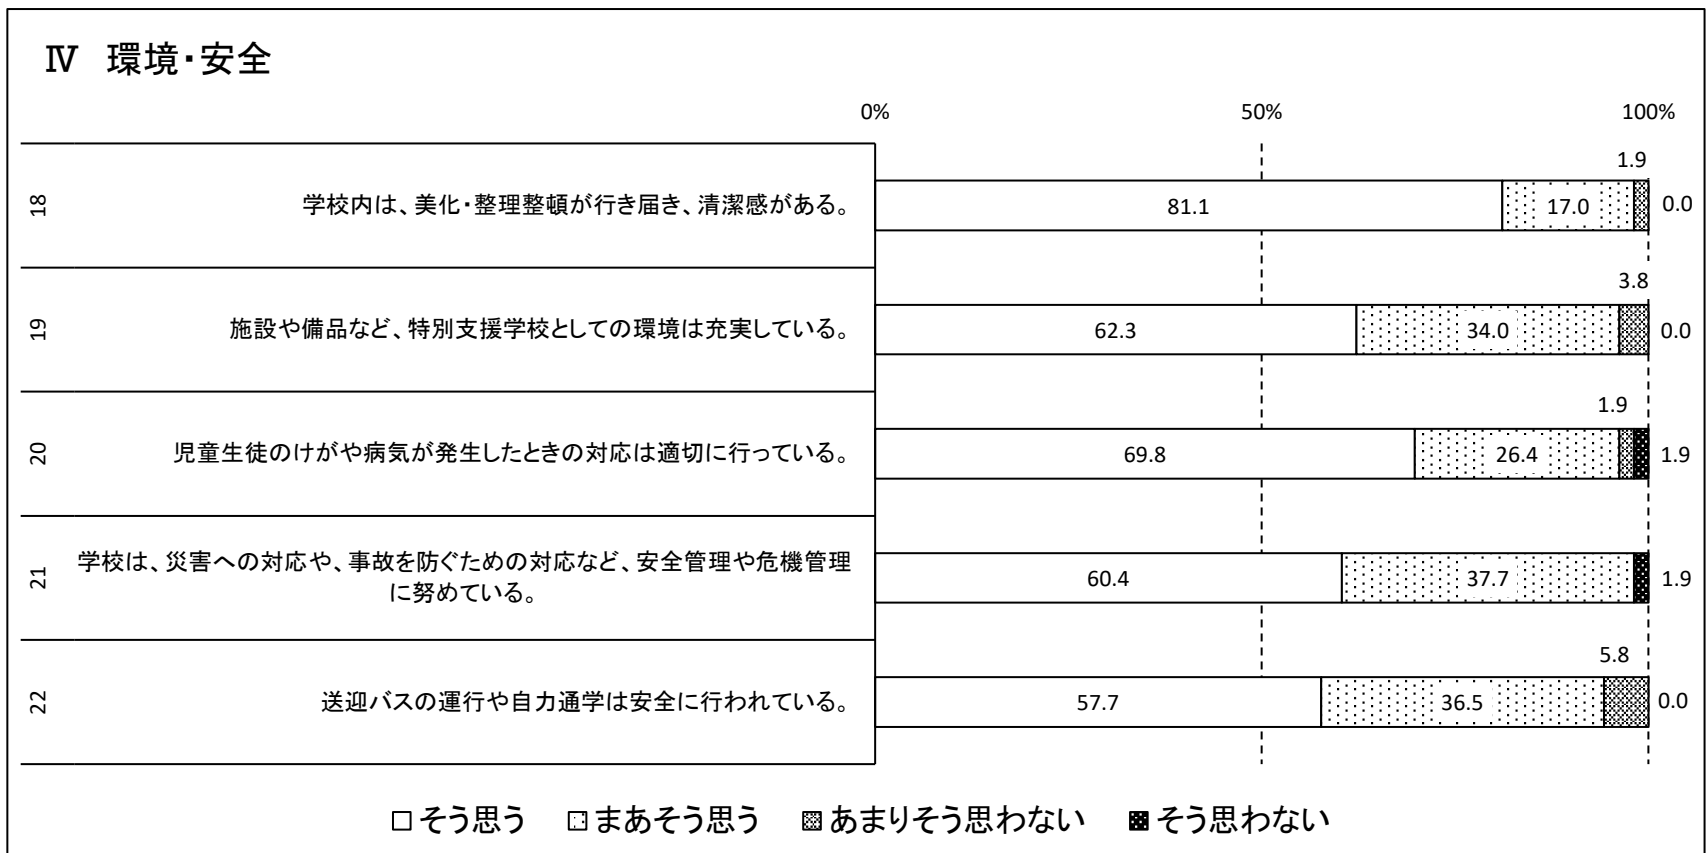 Ⅳ 環境・安全
0% 50% 100%
1.9
18 学校内は、美化・整理整頓が行き届き、清潔感がある。 81.1 17.0 0.0
3.8
19 施設や備品など、特別支援学校としての環境は充実している。 62.3 34.0 0.0
1.9
20 児童生徒のけがや病気が発生したときの対応は適切に行っている。 69.8 26.4 1.9
21 学校は、災害への対応や、事故を防ぐための対応など、安全管理や危機管理
に努めている。 60.4 37.7 1.9
5.8
22 送迎バスの運行や自力通学は安全に行われている。 57.7 36.5 0.0
そう思う まあそう思う あまりそう思わない そう思わない